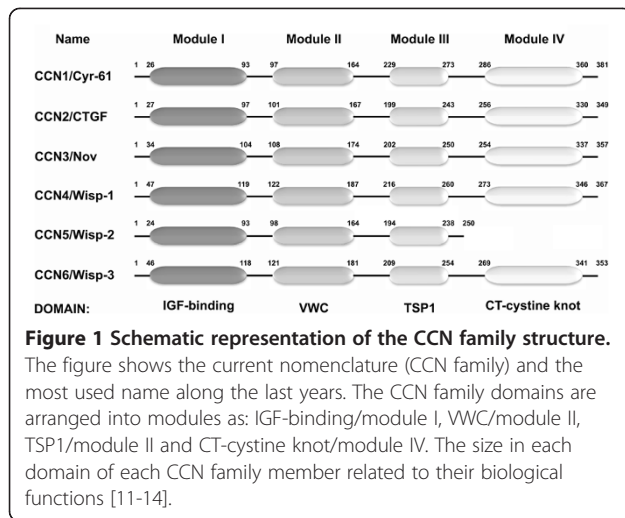 Name Module I Module II Module III Module IV
1 26 93 97 164 229 273 286 360 381
CCN1/Cyr-61
1 27 97 101 167 199 243 256 330 349
CCN2/CTGF
1 34 104 108 174 202 250 254 337 357
CCN3/Nov
1 47 119 122 187 216 260 273 346 367
CCN4/Wisp-1
1 24 93 98 164 194 238 250
CCN5/Wisp-2
1 46 118 121 181 209 254 269 341 353
CCN6/Wisp-3
DOMAIN: IGF-binding VWC TSP1 CT-cystine knot
Figure 1 Schematic representation of the CCN family structure.
The figure shows the current nomenclature (CCN family) and the
most used name along the last years. The CCN family domains are
arranged into modules as: IGF-binding/module I, VWC/module II,
TSP1/module II and CT-cystine knot/module IV. The size in each
domain of each CCN family member related to their biological
functions [11-14].